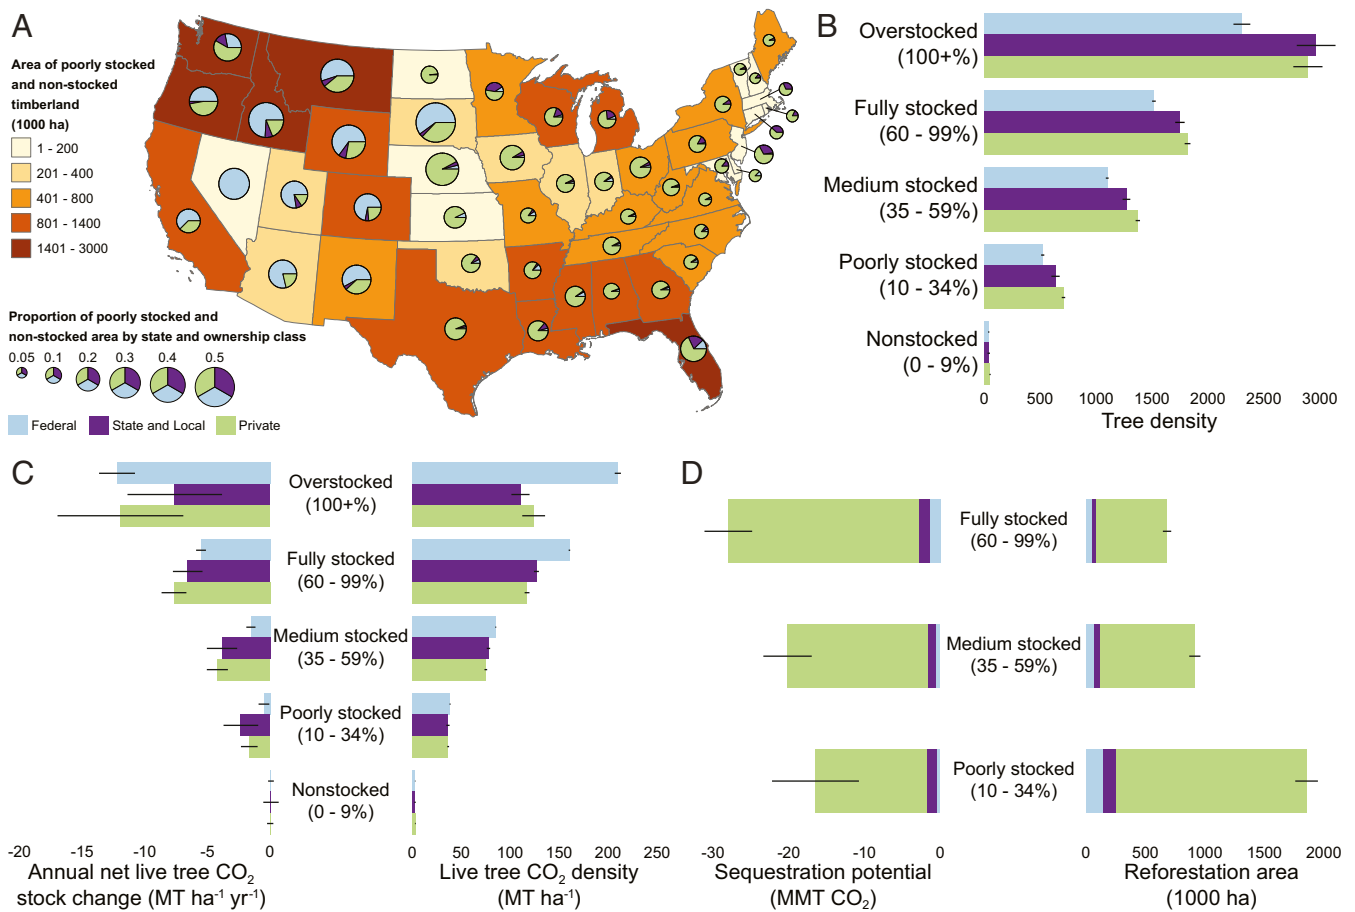 A
Area of poorly stocked
and non-stocked
timberland
(1000 ha)
1 - 200
201 - 400
401 - 800
801 - 1400
1401 - 3000
Proportion of poorly stocked and
non-stocked area by state and ownership class
0.05 0.1 0.2 0.3 0.4 0.5
Federal State and Local Private
B
Overstocked
(100+%)
Fully stocked
(60 - 99%)
Medium stocked
(35 - 59%)
Poorly stocked
(10 - 34%)
Nonstocked
(0 - 9%)
0 500 1000 1500 2000 2500 3000
Tree density
C
Overstocked
(100+%)
Fully stocked
(60 - 99%)
Medium stocked
(35 - 59%)
Poorly stocked
(10 - 34%)
Nonstocked
(0 - 9%)
-20 -15 -10 -5 0
Annual net live tree CO₂
stock change (MT ha⁻¹ yr⁻¹)
0 50 100 150 200 250
Live tree CO₂ density
(MT ha⁻¹)
D
Fully stocked
(60 - 99%)
Medium stocked
(35 - 59%)
Poorly stocked
(10 - 34%)
-30 -20 -10 0
Sequestration potential
(MMT CO₂)
0 500 1000 1500 2000
Reforestation area
(1000 ha)